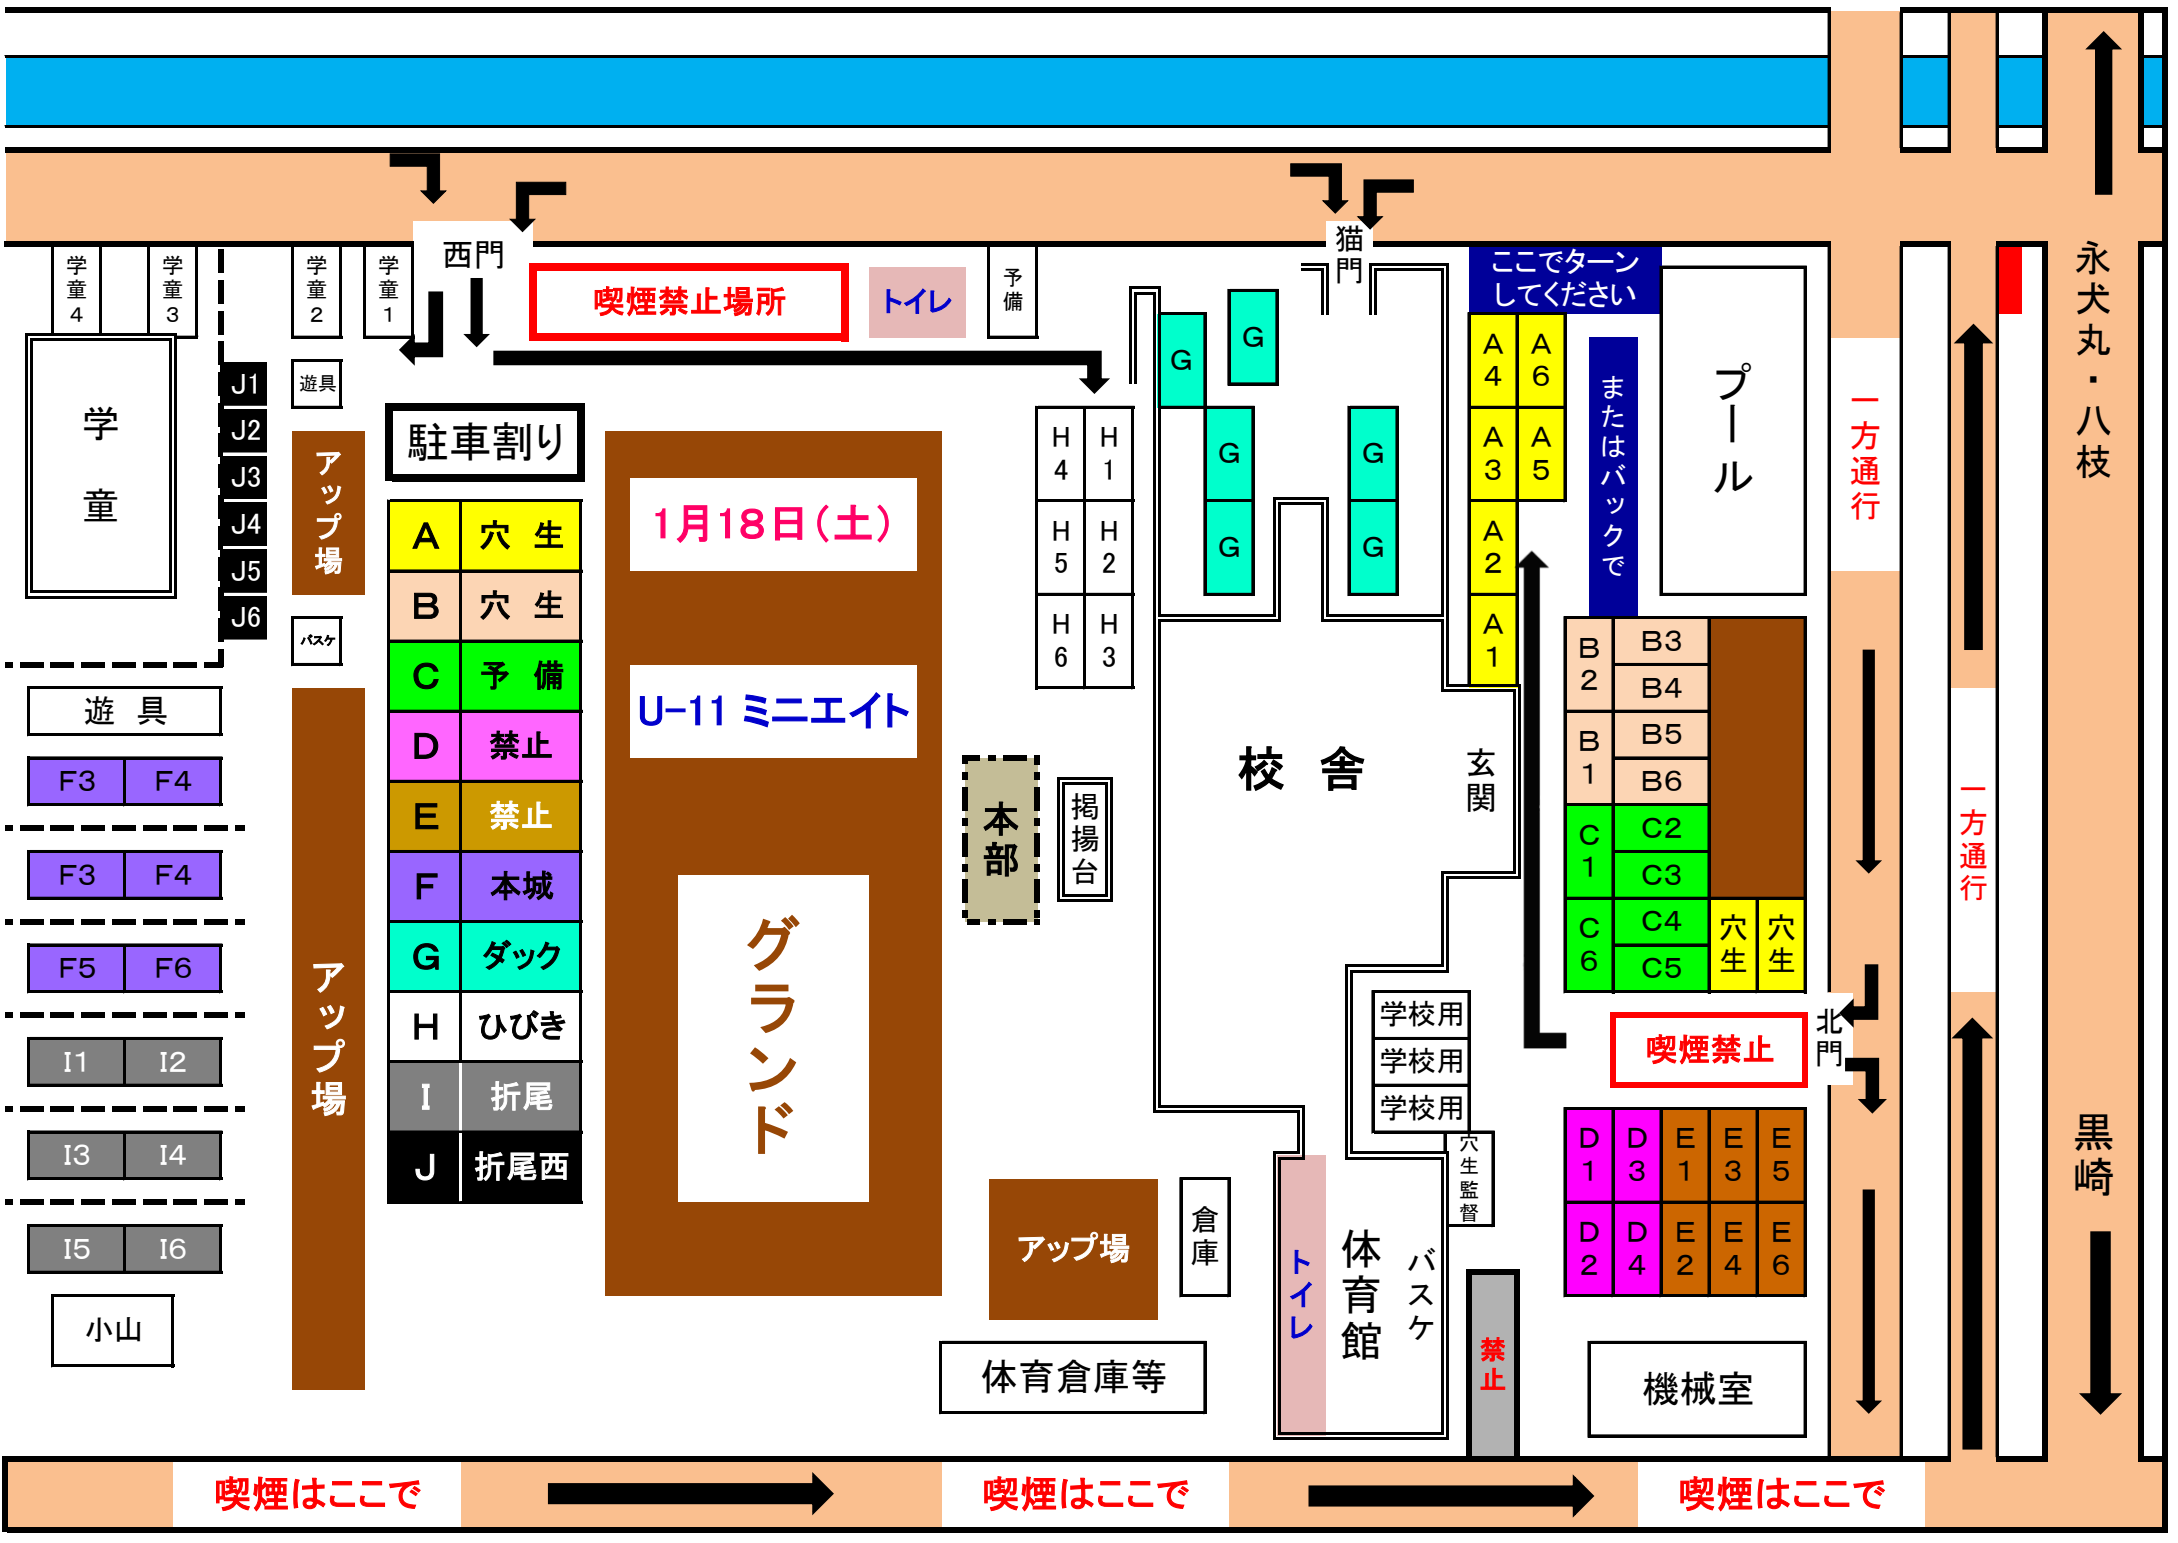 西門
猫門
学童4
学童3
学童2
学童1
喫煙禁止場所
トイレ
予備
ここでターン
してください
または バックで
プール
一方通行
一方通行
永犬丸・八枝
黒崎
学童
J1
J2
J3
J4
J5
J6
遊具
アップ場
バスケ
アップ場
駐車割り
A 穴生
B 穴生
C 予備
D 禁止
E 禁止
F 本城
G ダック
H ひびき
I 折尾
J 折尾西
1月18日(土)
U-11 ミニエイト
グランド
H4 H1
H5 H2
H6 H3
G
G
G
G
G
G
A4 A6
A3 A5
A2
A1
B2
B1
B3
B4
B5
B6
C1
C6
C2
C3
C4
C5
穴生
穴生
遊具
F3 F4
F3 F4
F5 F6
I1 I2
I3 I4
I5 I6
小山
本部
掲揚台
校舎
玄関
学校用
学校用
学校用
穴生監督
喫煙禁止
北門
D1 D3 E1 E3 E5
D2 D4 E2 E4 E6
アップ場
倉庫
トイレ
体育館
バスケ
禁止
体育倉庫等
機械室
喫煙はここで
喫煙はここで
喫煙はここで